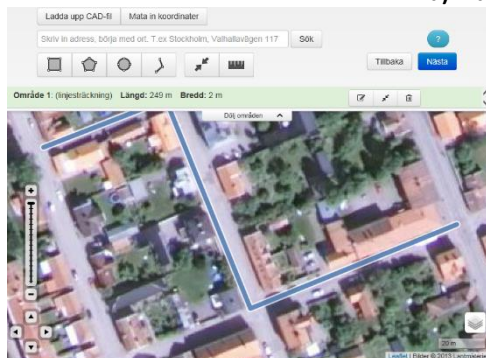 Ladda upp CAD-fil Mata in koordinater
Skriv in adress, börja med ort. T.ex Stockholm, Valhallavägen 117 Sök ?
Tillbaka Nästa
Område 1: (linjesträckning) Längd: 249 m Bredd: 2 m
Dölj områden
20 m
Leaflet | Bilder © 2013 Lantmäteriet